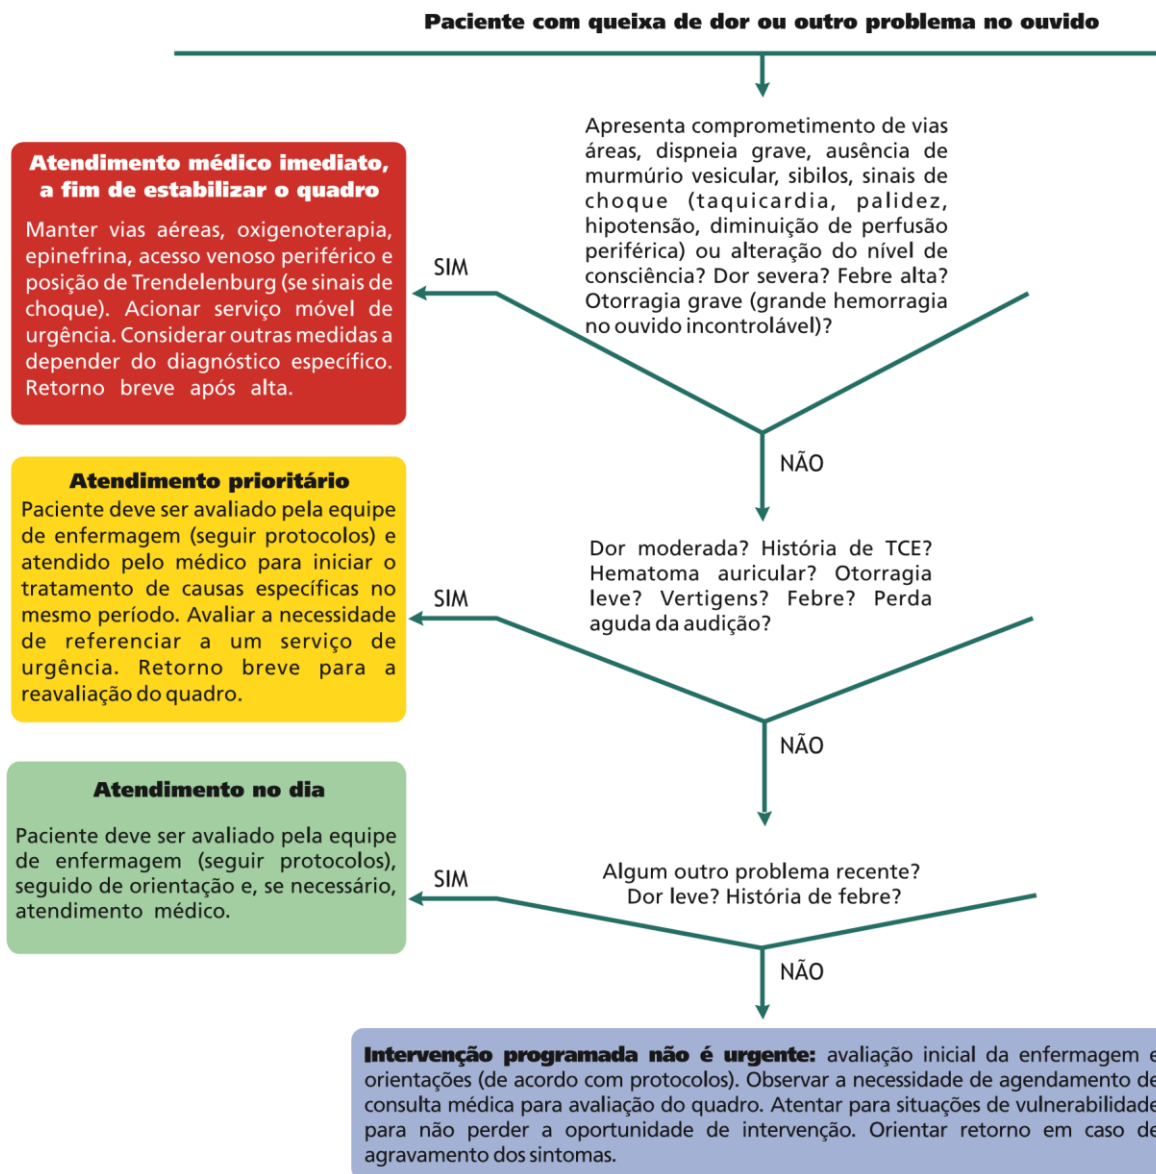 Paciente com queixa de dor ou outro problema no ouvido
Apresenta comprometimento de vias
áreas, dispneia grave, ausência de
murmúrio vesicular, sibilos, sinais de
choque (taquicardia, palidez,
hipotensão, diminuição de perfusão
periférica) ou alteração do nível de
consciência? Dor severa? Febre alta?
Otorragia grave (grande hemorragia
no ouvido incontrolável)?
SIM
Atendimento médico imediato,
a fim de estabilizar o quadro
Manter vias aéreas, oxigenoterapia,
epinefrina, acesso venoso periférico e
posição de Trendelenburg (se sinais de
choque). Acionar serviço móvel de
urgência. Considerar outras medidas a
depender do diagnóstico específico.
Retorno breve após alta.
NÃO
Dor moderada? História de TCE?
Hematoma auricular? Otorragia
leve? Vertigens? Febre? Perda
aguda da audição?
SIM
Atendimento prioritário
Paciente deve ser avaliado pela equipe
de enfermagem (seguir protocolos) e
atendido pelo médico para iniciar o
tratamento de causas específicas no
mesmo período. Avaliar a necessidade
de referenciar a um serviço de
urgência. Retorno breve para a
reavaliação do quadro.
NÃO
Algum outro problema recente?
Dor leve? História de febre?
SIM
Atendimento no dia
Paciente deve ser avaliado pela equipe
de enfermagem (seguir protocolos),
seguido de orientação e, se necessário,
atendimento médico.
NÃO
Intervenção programada não é urgente: avaliação inicial da enfermagem e
orientações (de acordo com protocolos). Observar a necessidade de agendamento de
consulta médica para avaliação do quadro. Atentar para situações de vulnerabilidade
para não perder a oportunidade de intervenção. Orientar retorno em caso de
agravamento dos sintomas.